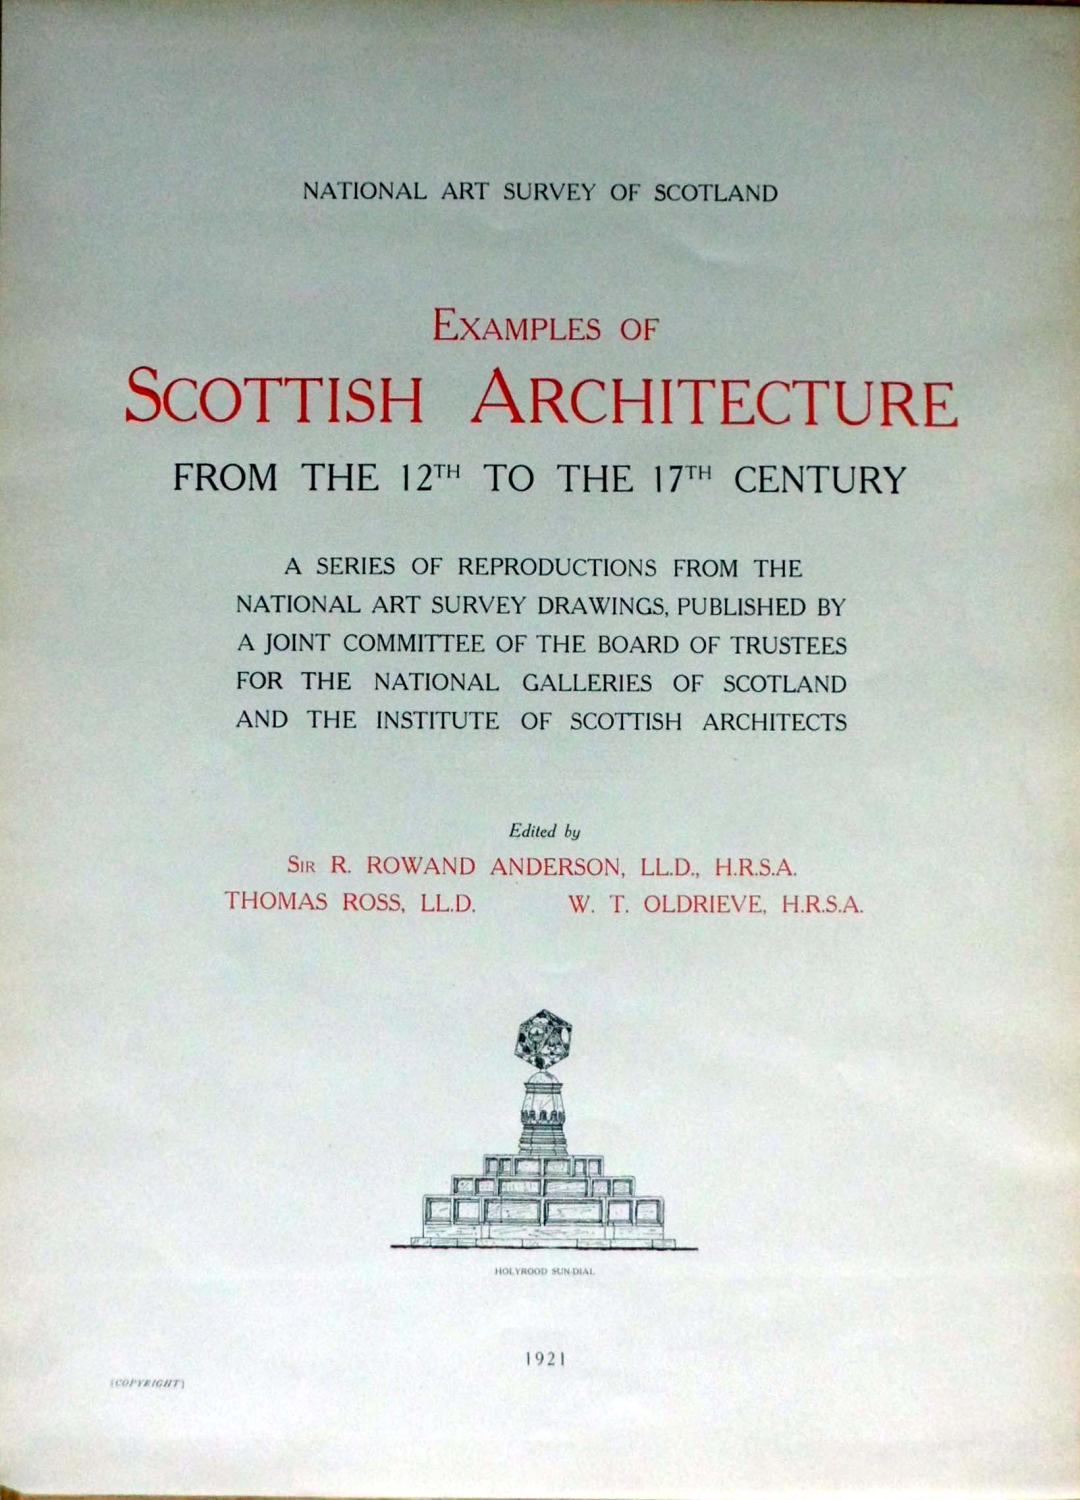 NATIONAL ART SURVEY OF SCOTLAND
EXAMPLES OF
SCOTTISH ARCHITECTURE
FROM THE 12TH TO THE 17TH CENTURY
A SERIES OF REPRODUCTIONS FROM THE
NATIONAL ART SURVEY DRAWINGS, PUBLISHED BY
A JOINT COMMITTEE OF THE BOARD OF TRUSTEES
FOR THE NATIONAL GALLERIES OF SCOTLAND
AND THE INSTITUTE OF SCOTTISH ARCHITECTS
Edited by
SIR R. ROWAND ANDERSON, LL.D., H.R.S.A.
THOMAS ROSS, LL.D. W. T. OLDRIEVE, H.R.S.A.
HOLYROOD SUN-DIAL
1921
[COPYRIGHT]